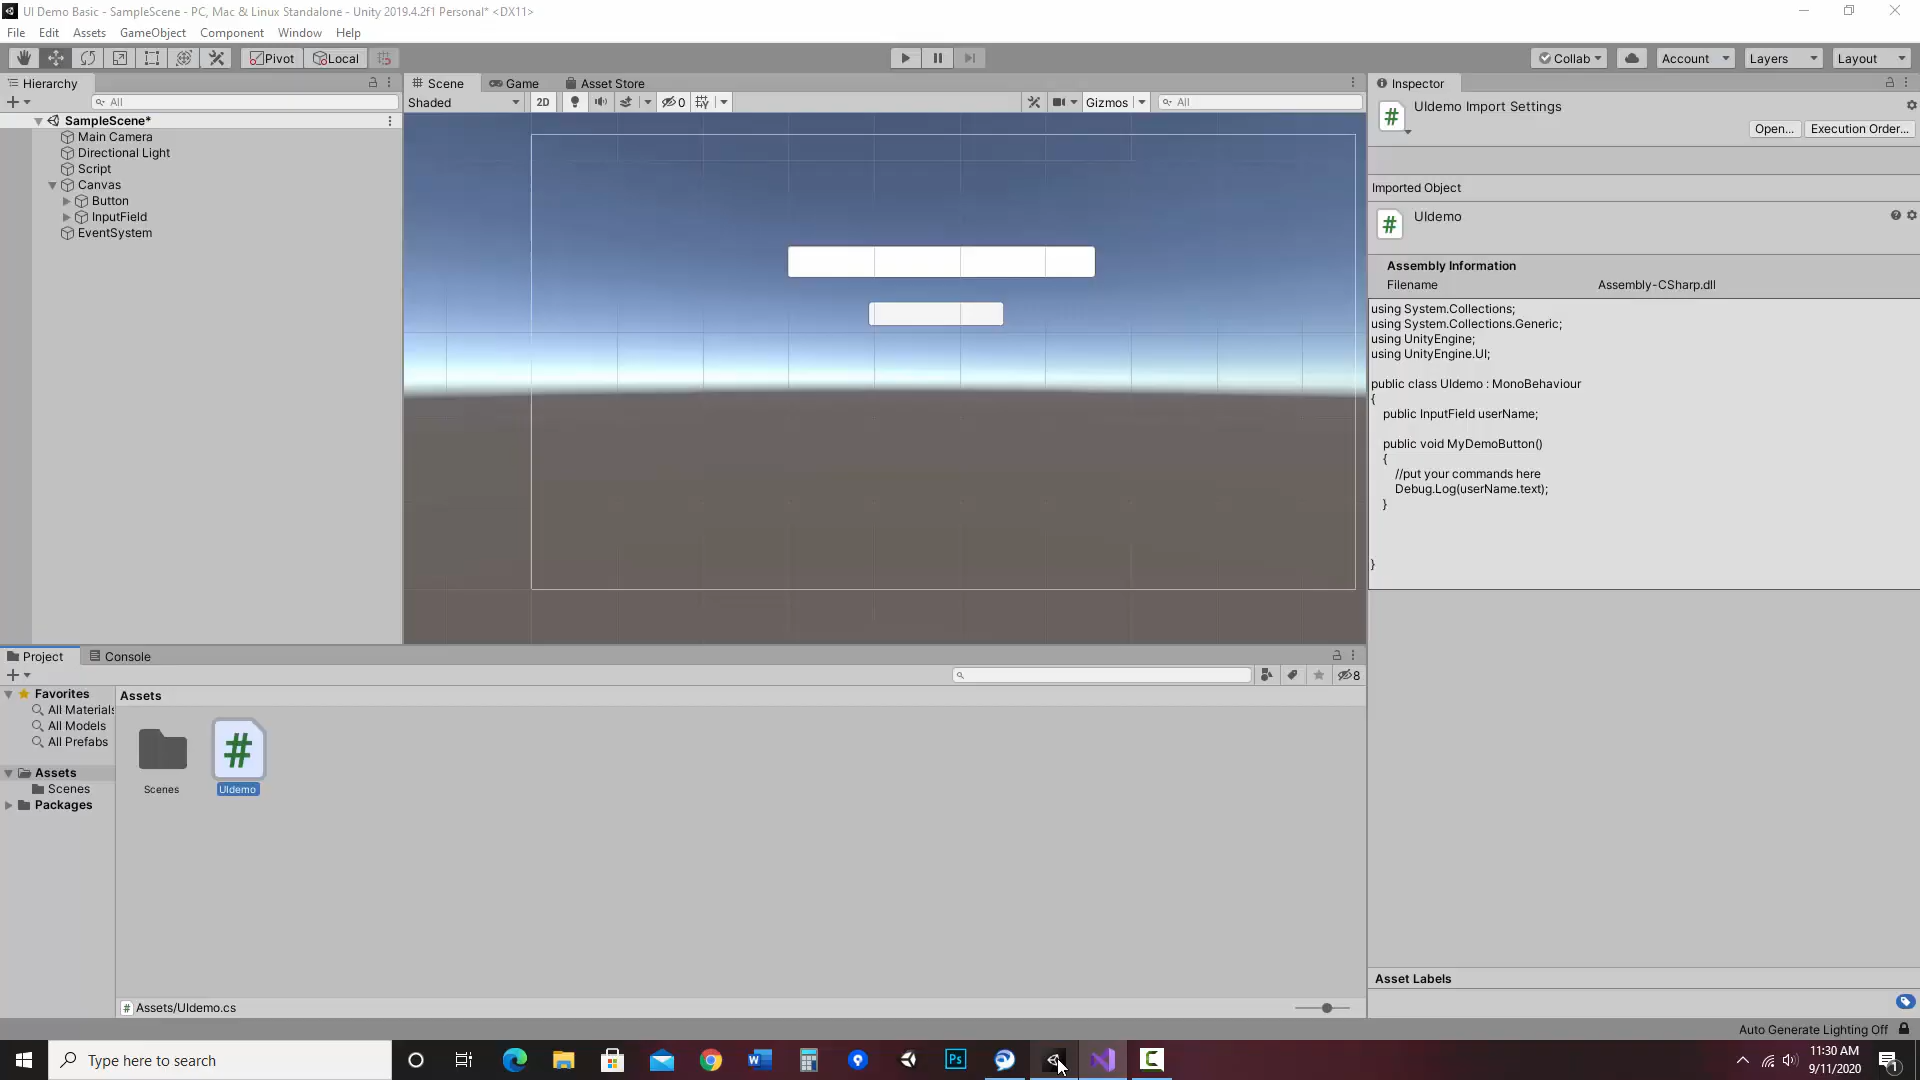 UI Demo Basic - SampleScene - PC, Mac & Linux Standalone - Unity 2019.4.2f1 Personal* <DX11>
File Edit Assets GameObject Component Window Help
Pivot Local Collab Account Layers Layout
Hierarchy
All
SampleScene*
Main Camera
Directional Light
Script
Canvas
Button
InputField
EventSystem
Scene Game Asset Store
Shaded 2D 0 Gizmos All
Inspector
UIdemo Import Settings
Open... Execution Order...
Imported Object
UIdemo
Assembly Information
Filename Assembly-CSharp.dll
using System.Collections;
using System.Collections.Generic;
using UnityEngine;
using UnityEngine.UI;
public class UIdemo : MonoBehaviour
{
public InputField userName;
public void MyDemoButton()
{
//put your commands here
Debug.Log(userName.text);
}
}
Project Console
8
Favorites
All Materials
All Models
All Prefabs
Assets
Scenes
Packages
Assets
Scenes
UIdemo
Assets/UIdemo.cs
Asset Labels
Auto Generate Lighting Off
Type here to search
W
Ps
11:30 AM
9/11/2020
1